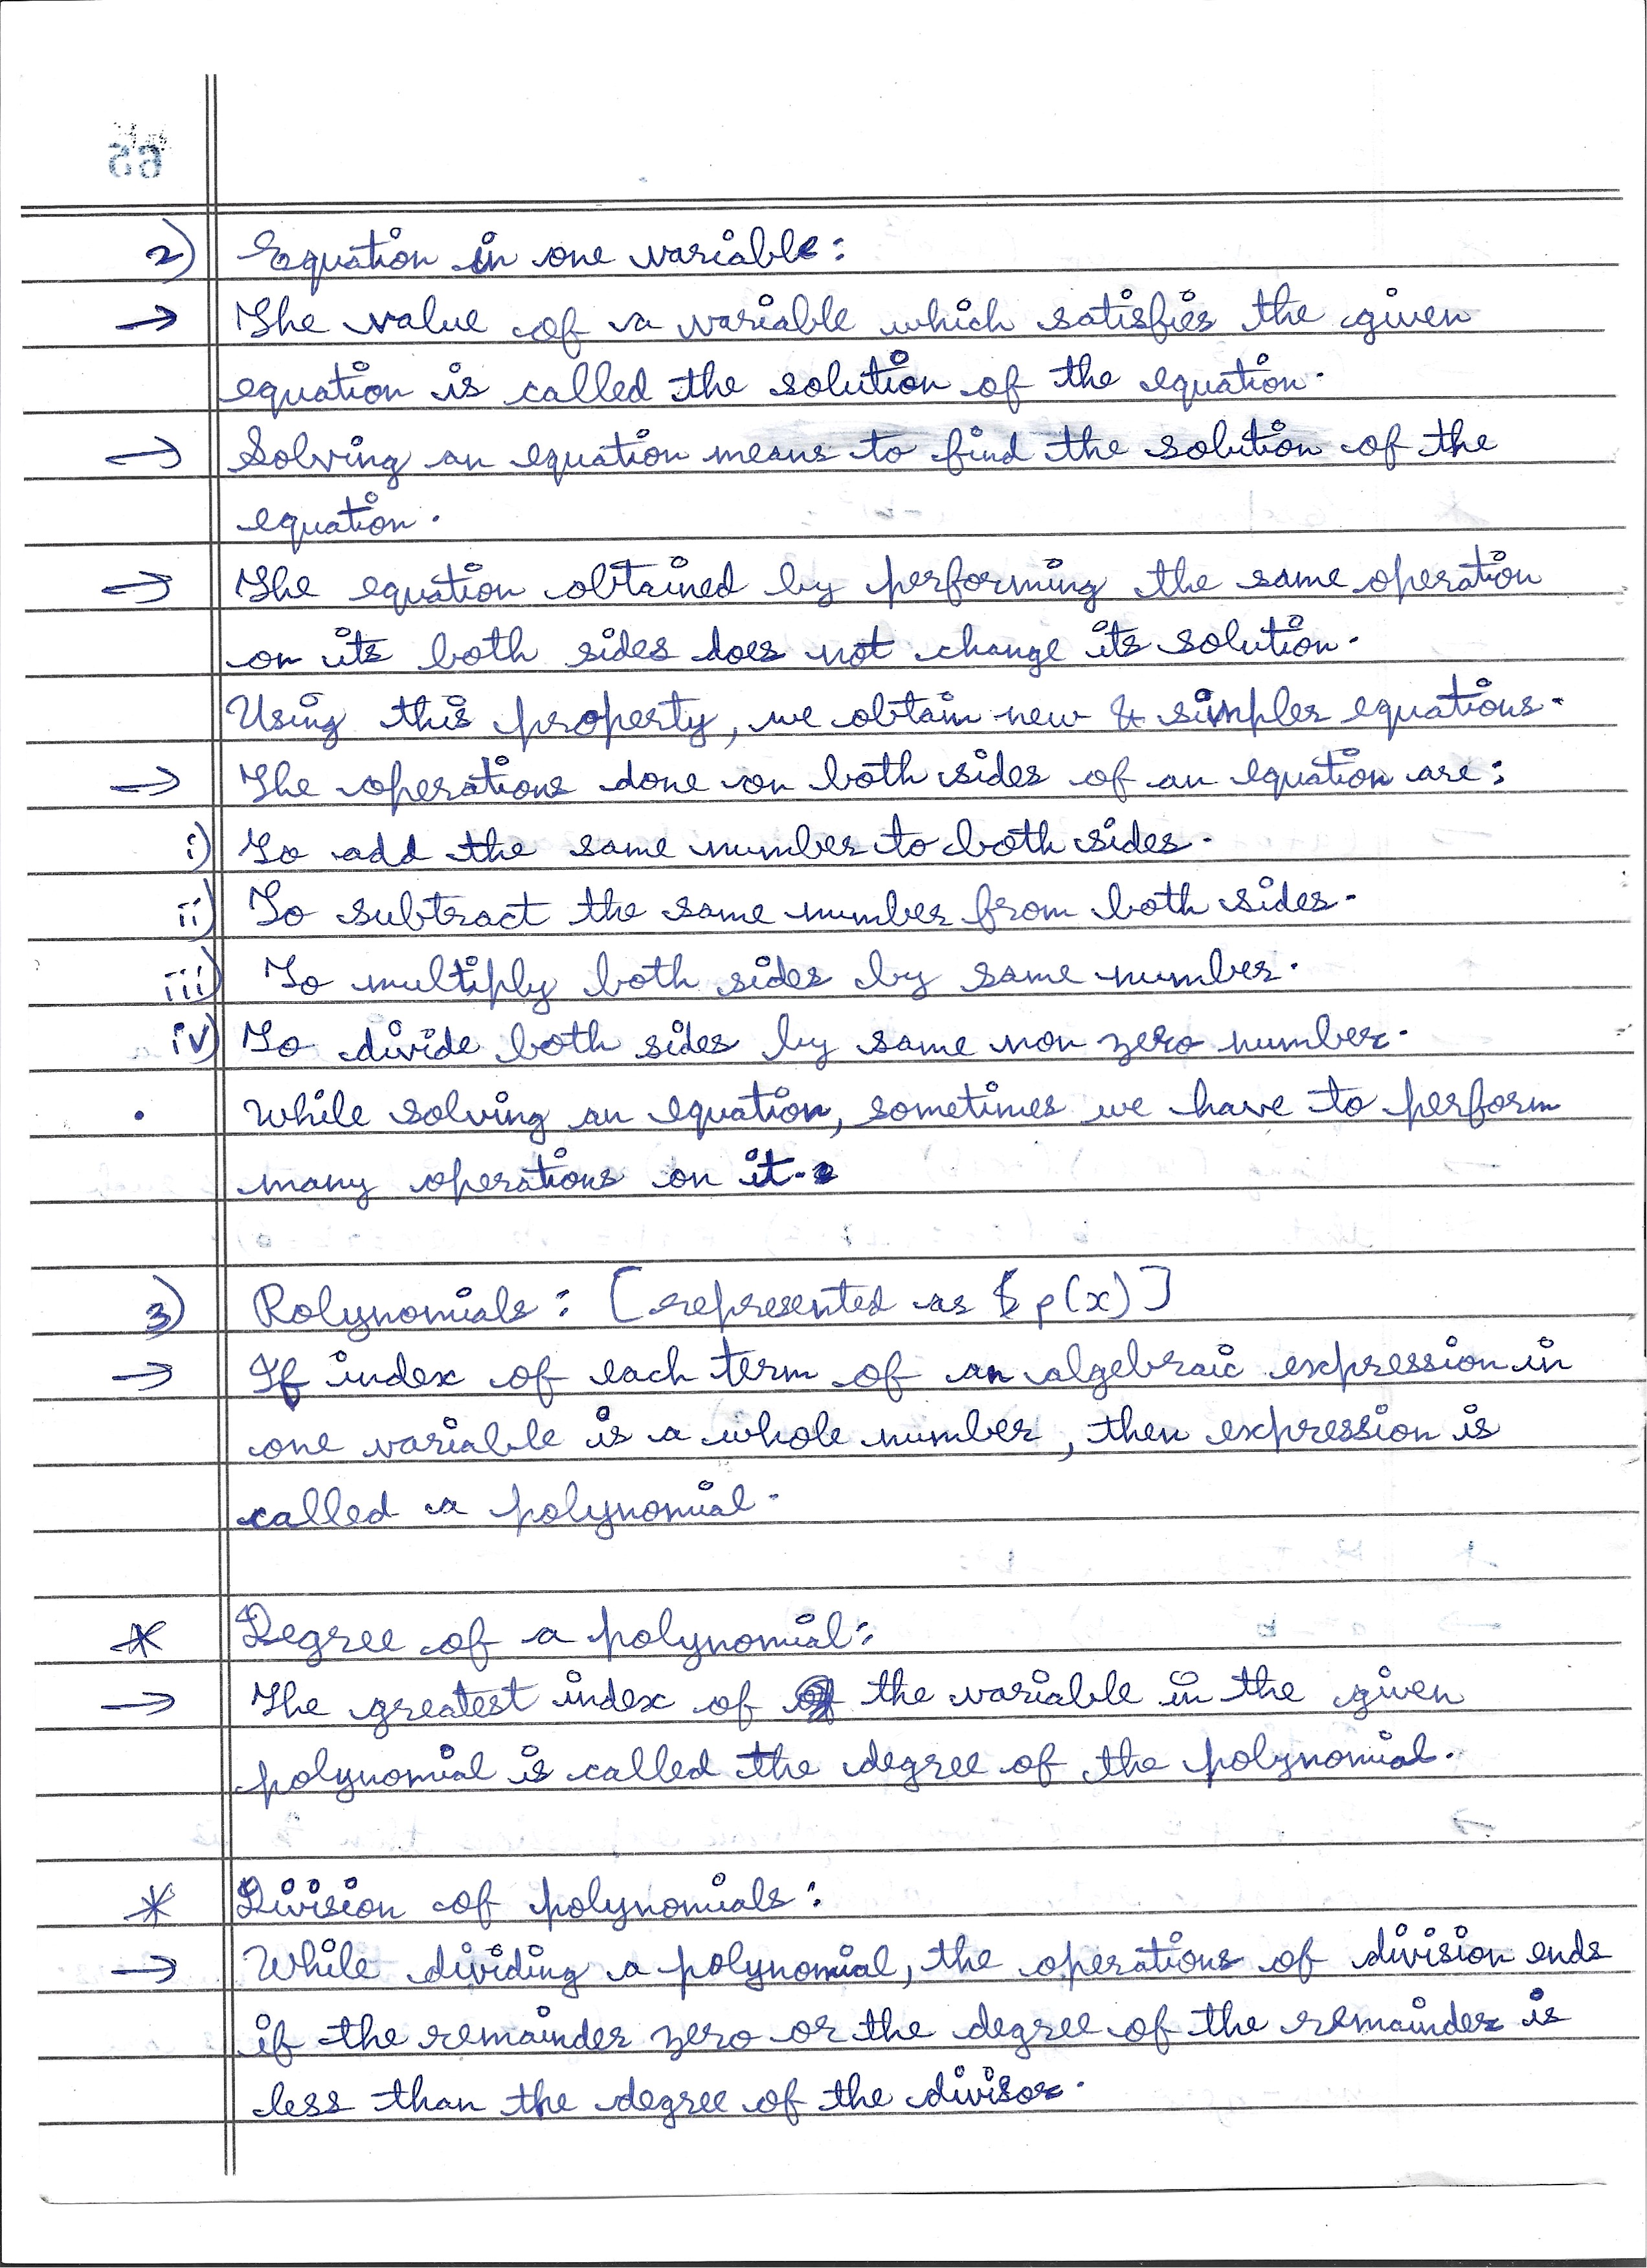 2) Equation in one variable:
→ The value of a variable which satisfies the given
equation is called the solution of the equation.
→ Solving an equation means to find the solution of the
equation.
→ The equation obtained by performing the same operation
on its both sides does not change its solution.
Using this property, we obtain new & simpler equations.
→ The operations done on both sides of an equation are:
i) To add the same number to both sides.
ii) To subtract the same number from both sides.
iii) To multiply both sides by same number.
iv) To divide both sides by same non zero number.
• While solving an equation, sometimes we have to perform
many operations on it.
3) Polynomials: [represented as p(x)]
→ If index of each term of an algebraic expression in
one variable is a whole number, then expression is
called a polynomial.
* Degree of a polynomial:
→ The greatest index of the variable in the given
polynomial is called the degree of the polynomial.
* Division of polynomials:
→ While dividing a polynomial, the operations of division ends
if the remainder zero or the degree of the remainder is
less than the degree of the divisor.